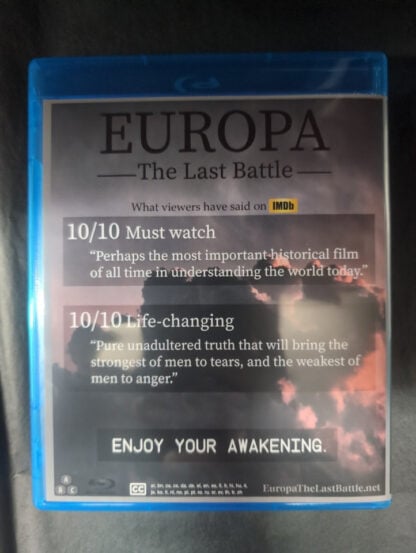 EUROPA
The Last Battle
What viewers have said on IMDb
10/10 Must watch
“Perhaps the most important historical film
of all time in understanding the world today.”
10/10 Life-changing
“Pure unadultered truth that will bring the
strongest of men to tears, and the weakest of
men to anger.”
ENJOY YOUR AWAKENING.
A
B C
CC
EuropaTheLastBattle.net